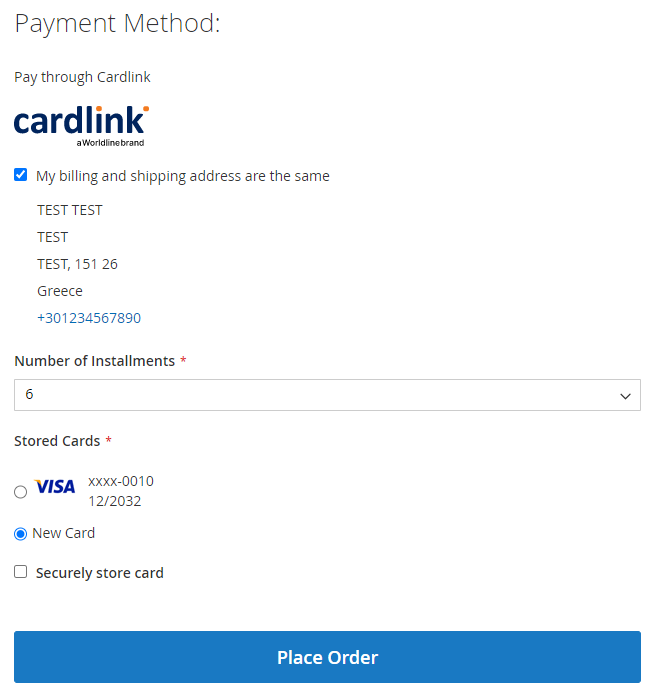 Payment Method:
Pay through Cardlink
cardlink
a Worldline brand
My billing and shipping address are the same
TEST TEST
TEST
TEST, 151 26
Greece
+301234567890
Number of Installments *
6
Stored Cards *
VISA xxxx-0010
12/2032
New Card
Securely store card
Place Order